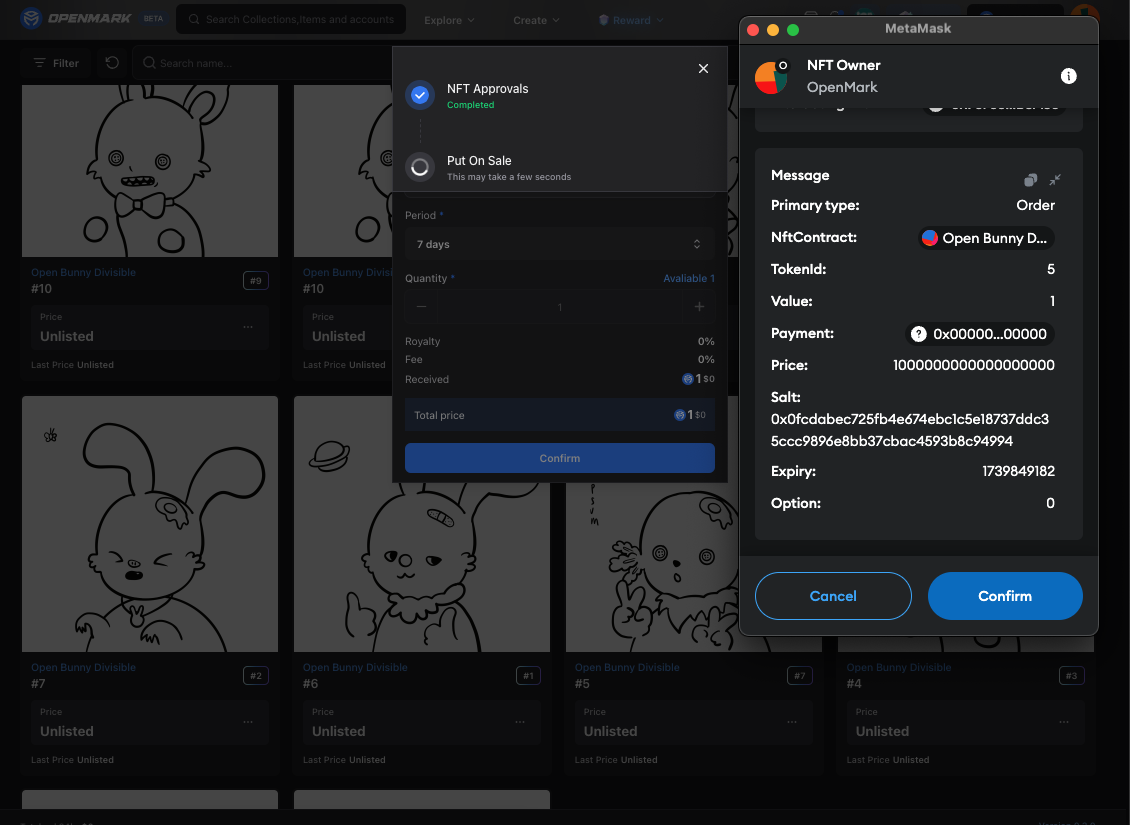 OPENMARK BETA
Search Collections,Items and accounts
Explore
Create
Reward
Filter
Search name...
Open Bunny Divisible
#10
#9
Price
Unlisted
...
Last Price Unlisted
Open Bunny Divisi
#10
Price
Unlisted
Last Price Unlisted
NFT Approvals
Completed
Put On Sale
This may take a few seconds
Period *
7 days
Quantity *
Avaliable 1
1
Royalty
0%
Fee
0%
Received
1 $0
Total price
1 $0
Confirm
MetaMask
NFT Owner
OpenMark
Message
Primary type:
Order
NftContract:
Open Bunny D...
TokenId:
5
Value:
1
Payment:
0x00000...00000
Price:
1000000000000000000
Salt:
0x0fcdabec725fb4e674ebc1c5e18737ddc3
5ccc9896e8bb37cbac4593b8c94994
Expiry:
1739849182
Option:
0
Cancel
Confirm
Open Bunny Divisible
#7
#2
Price
Unlisted
...
Last Price Unlisted
Open Bunny Divisible
#6
#1
Price
Unlisted
...
Last Price Unlisted
Open Bunny Divisible
#5
#7
Price
Unlisted
...
Last Price Unlisted
Open Bunny Divisible
#4
#3
Price
Unlisted
...
Last Price Unlisted